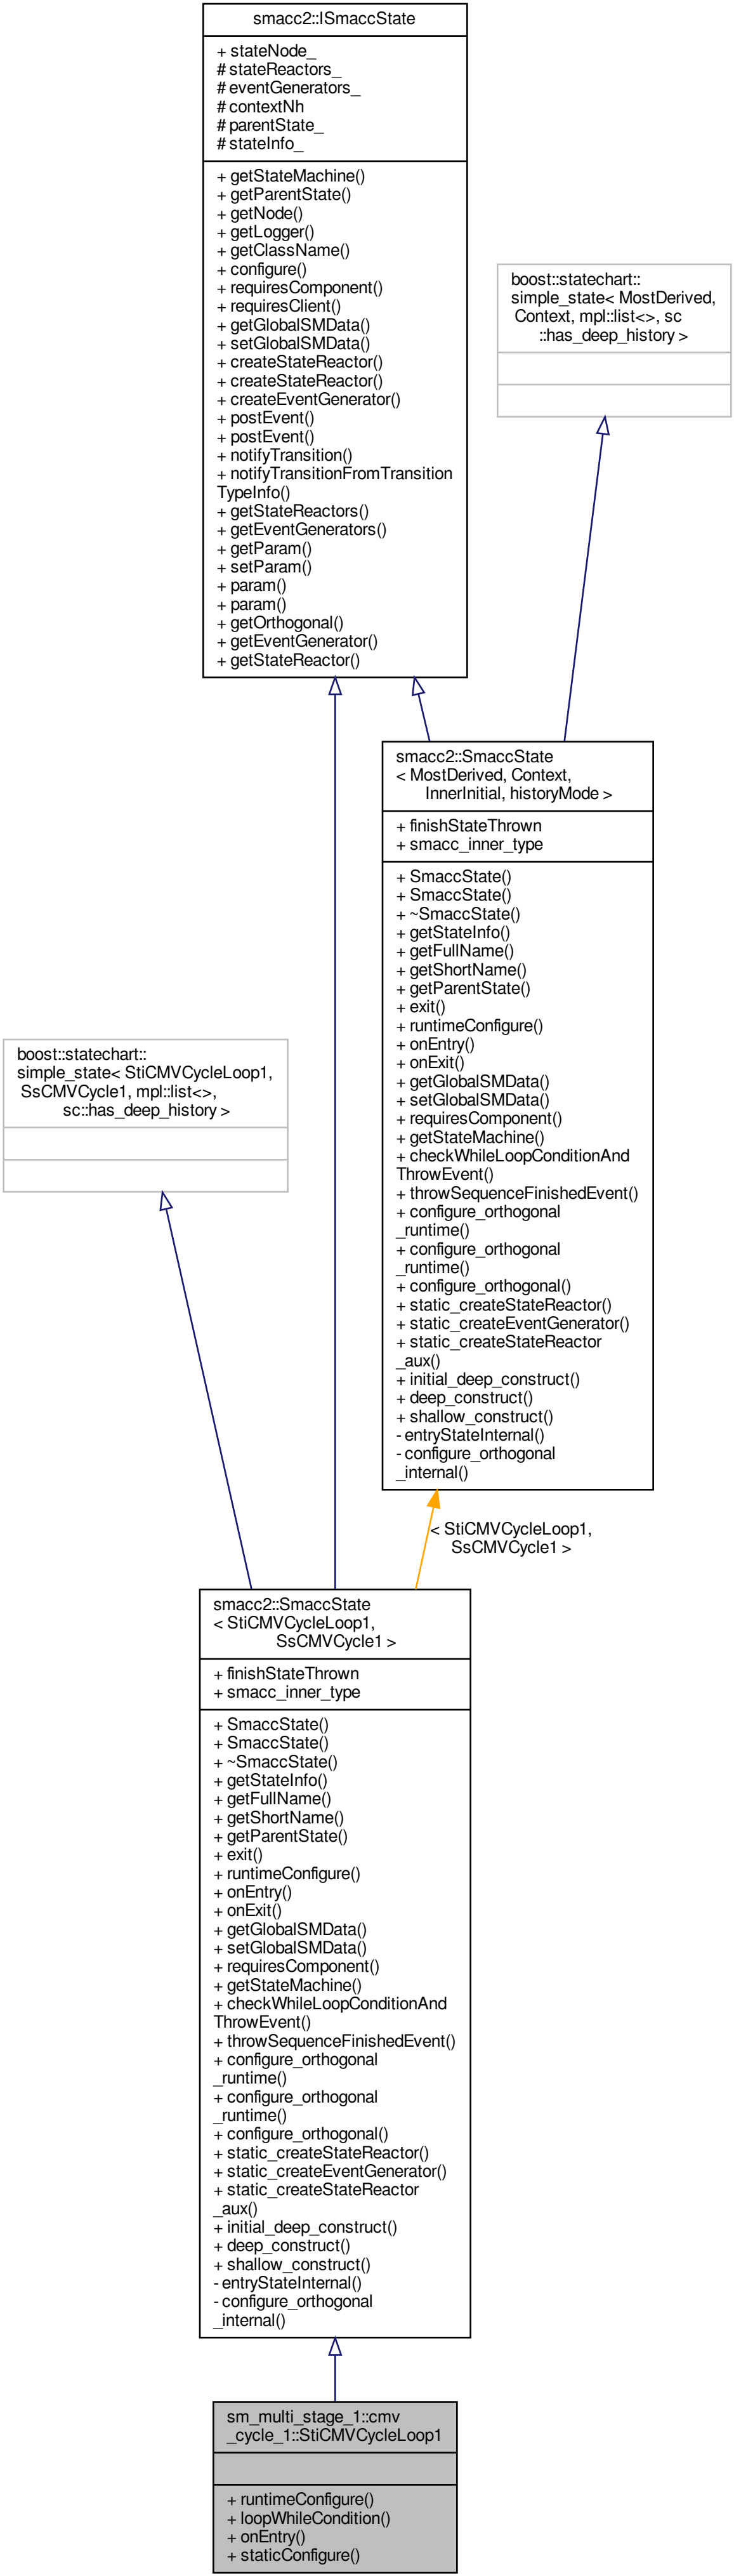 smacc2::ISmaccState
+ stateNode_
# stateReactors_
# eventGenerators_
# contextNh
# parentState_
# stateInfo_
+ getStateMachine()
+ getParentState()
+ getNode()
+ getLogger()
+ getClassName()
+ configure()
+ requiresComponent()
+ requiresClient()
+ getGlobalSMData()
+ setGlobalSMData()
+ createStateReactor()
+ createStateReactor()
+ createEventGenerator()
+ postEvent()
+ postEvent()
+ notifyTransition()
+ notifyTransitionFromTransition
TypeInfo()
+ getStateReactors()
+ getEventGenerators()
+ getParam()
+ setParam()
+ param()
+ param()
+ getOrthogonal()
+ getEventGenerator()
+ getStateReactor()
boost::statechart::
simple_state< MostDerived,
Context, mpl::list<>, sc
::has_deep_history >
smacc2::SmaccState
< MostDerived, Context,
InnerInitial, historyMode >
+ finishStateThrown
+ smacc_inner_type
+ SmaccState()
+ SmaccState()
+ ~SmaccState()
+ getStateInfo()
+ getFullName()
+ getShortName()
+ getParentState()
+ exit()
+ runtimeConfigure()
+ onEntry()
+ onExit()
+ getGlobalSMData()
+ setGlobalSMData()
+ requiresComponent()
+ getStateMachine()
+ checkWhileLoopConditionAnd
ThrowEvent()
+ throwSequenceFinishedEvent()
+ configure_orthogonal
_runtime()
+ configure_orthogonal
_runtime()
+ configure_orthogonal()
+ static_createStateReactor()
+ static_createEventGenerator()
+ static_createStateReactor
_aux()
+ initial_deep_construct()
+ deep_construct()
+ shallow_construct()
- entryStateInternal()
- configure_orthogonal
_internal()
boost::statechart::
simple_state< StiCMVCycleLoop1,
SsCMVCycle1, mpl::list<>,
sc::has_deep_history >
< StiCMVCycleLoop1,
SsCMVCycle1 >
smacc2::SmaccState
< StiCMVCycleLoop1,
SsCMVCycle1 >
+ finishStateThrown
+ smacc_inner_type
+ SmaccState()
+ SmaccState()
+ ~SmaccState()
+ getStateInfo()
+ getFullName()
+ getShortName()
+ getParentState()
+ exit()
+ runtimeConfigure()
+ onEntry()
+ onExit()
+ getGlobalSMData()
+ setGlobalSMData()
+ requiresComponent()
+ getStateMachine()
+ checkWhileLoopConditionAnd
ThrowEvent()
+ throwSequenceFinishedEvent()
+ configure_orthogonal
_runtime()
+ configure_orthogonal
_runtime()
+ configure_orthogonal()
+ static_createStateReactor()
+ static_createEventGenerator()
+ static_createStateReactor
_aux()
+ initial_deep_construct()
+ deep_construct()
+ shallow_construct()
- entryStateInternal()
- configure_orthogonal
_internal()
sm_multi_stage_1::cmv
_cycle_1::StiCMVCycleLoop1
+ runtimeConfigure()
+ loopWhileCondition()
+ onEntry()
+ staticConfigure()